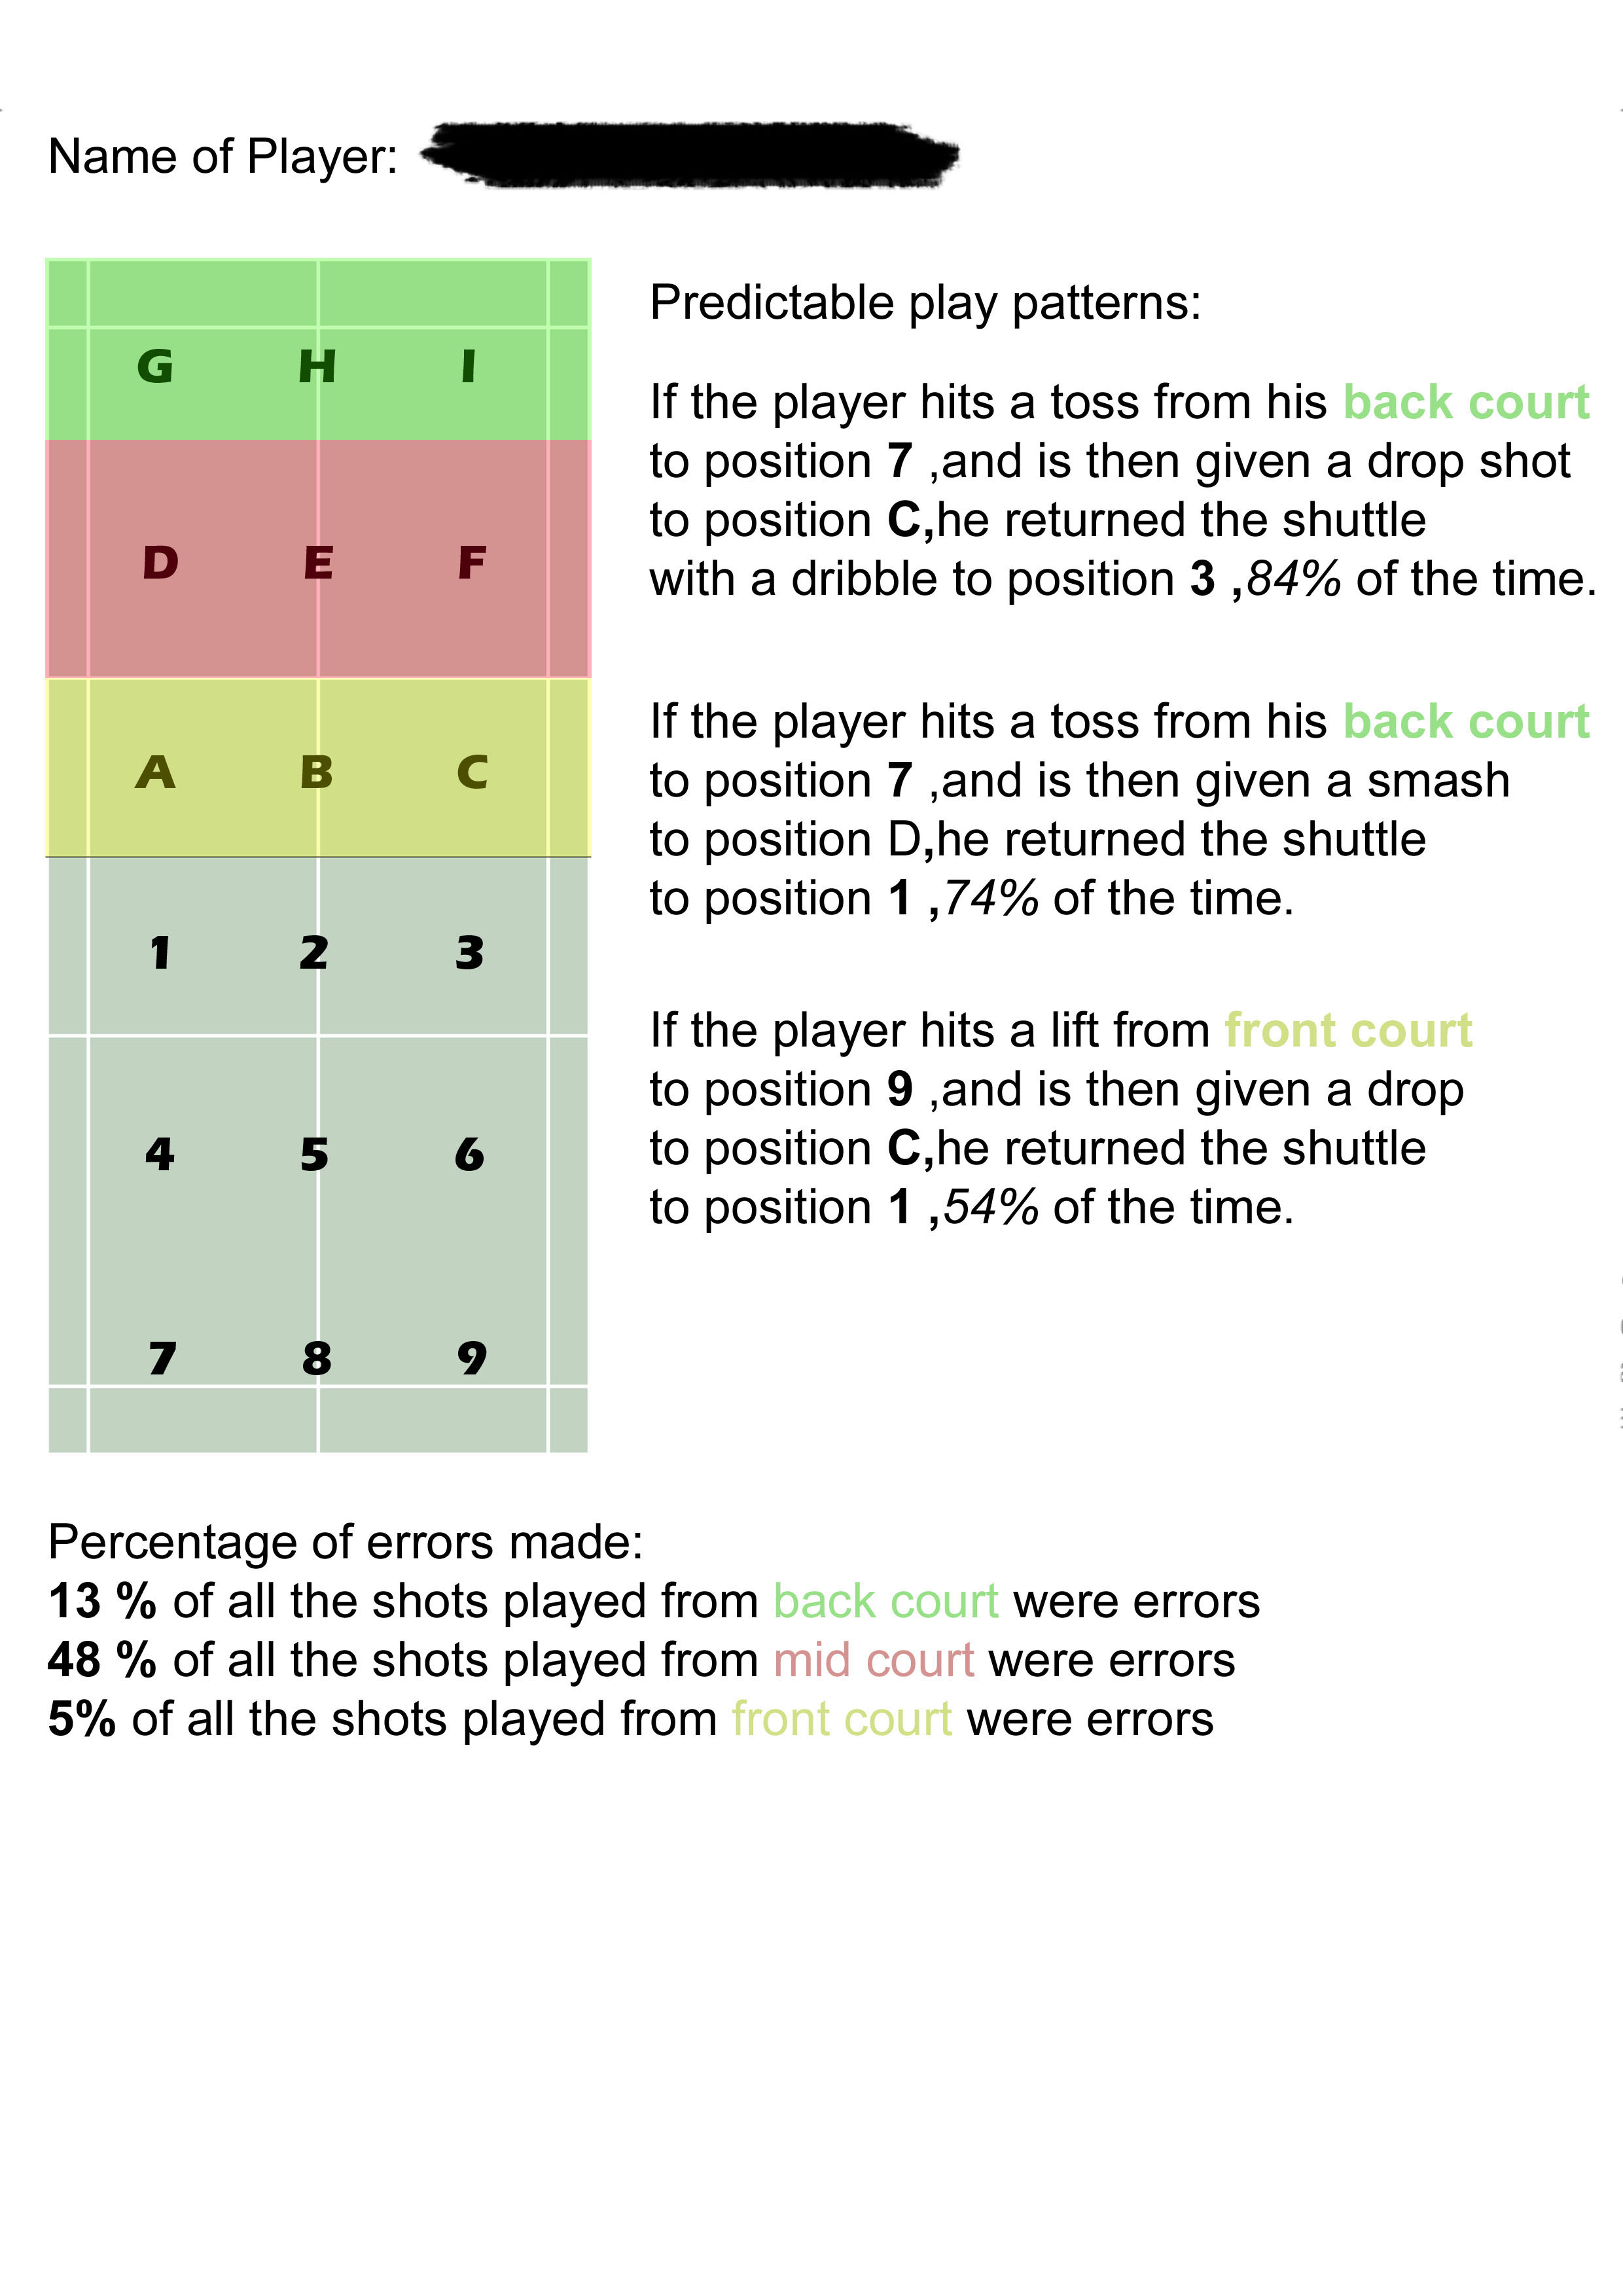 Name of Player:
G H I
D E F
A B C
1 2 3
4 5 6
7 8 9
Predictable play patterns:
If the player hits a toss from his back court
to position 7 ,and is then given a drop shot
to position C,he returned the shuttle
with a dribble to position 3 ,84% of the time.
If the player hits a toss from his back court
to position 7 ,and is then given a smash
to position D,he returned the shuttle
to position 1 ,74% of the time.
If the player hits a lift from front court
to position 9 ,and is then given a drop
to position C,he returned the shuttle
to position 1 ,54% of the time.
Percentage of errors made:
13 % of all the shots played from back court were errors
48 % of all the shots played from mid court were errors
5% of all the shots played from front court were errors